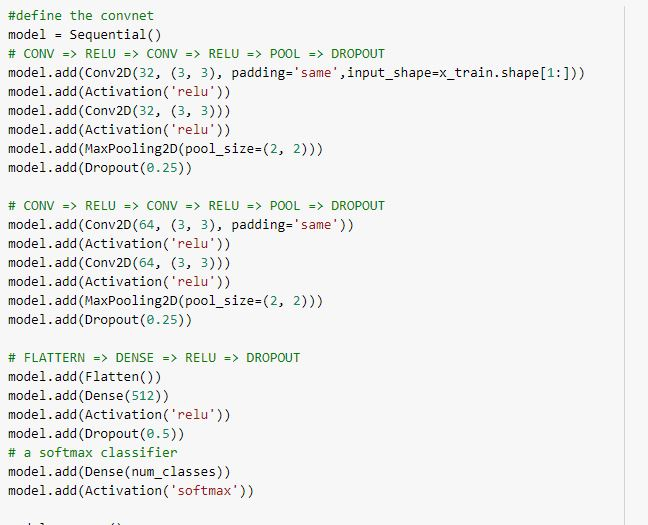 #define the convnet
model = Sequential()
# CONV => RELU => CONV => RELU => POOL => DROPOUT
model.add(Conv2D(32, (3, 3), padding='same',input_shape=x_train.shape[1:]))
model.add(Activation('relu'))
model.add(Conv2D(32, (3, 3)))
model.add(Activation('relu'))
model.add(MaxPooling2D(pool_size=(2, 2)))
model.add(Dropout(0.25))
# CONV => RELU => CONV => RELU => POOL => DROPOUT
model.add(Conv2D(64, (3, 3), padding='same'))
model.add(Activation('relu'))
model.add(Conv2D(64, (3, 3)))
model.add(Activation('relu'))
model.add(MaxPooling2D(pool_size=(2, 2)))
model.add(Dropout(0.25))
# FLATTERN => DENSE => RELU => DROPOUT
model.add(Flatten())
model.add(Dense(512))
model.add(Activation('relu'))
model.add(Dropout(0.5))
# a softmax classifier
model.add(Dense(num_classes))
model.add(Activation('softmax'))